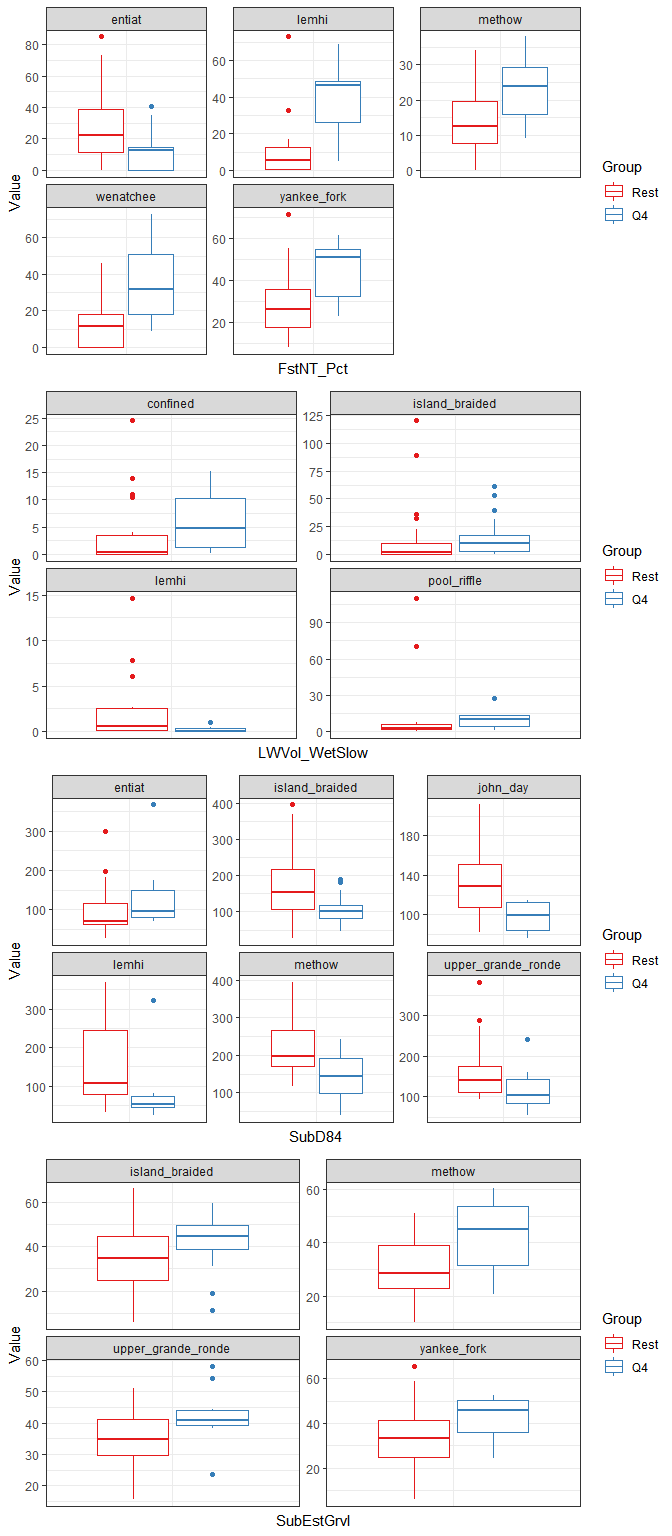 entiat lemhi methow
80
60
40
20
0
60
40
20
0
30
20
10
0
Value
wenatchee yankee_fork
60
40
20
0
60
40
20
FstNT_Pct
Group
Rest
Q4
confined island_braided
25
20
15
10
5
0
125
100
75
50
25
0
Value
lemhi pool_riffle
15
10
5
0
90
60
30
0
LWVol_WetSlow
Group
Rest
Q4
entiat island_braided john_day
300
200
100
400
300
200
100
180
140
100
Value
lemhi methow upper_grande_ronde
300
200
100
400
300
200
100
300
200
100
SubD84
Group
Rest
Q4
island_braided methow
60
40
20
60
40
20
Value
upper_grande_ronde yankee_fork
60
50
40
30
20
60
40
20
SubEstGrvl
Group
Rest
Q4